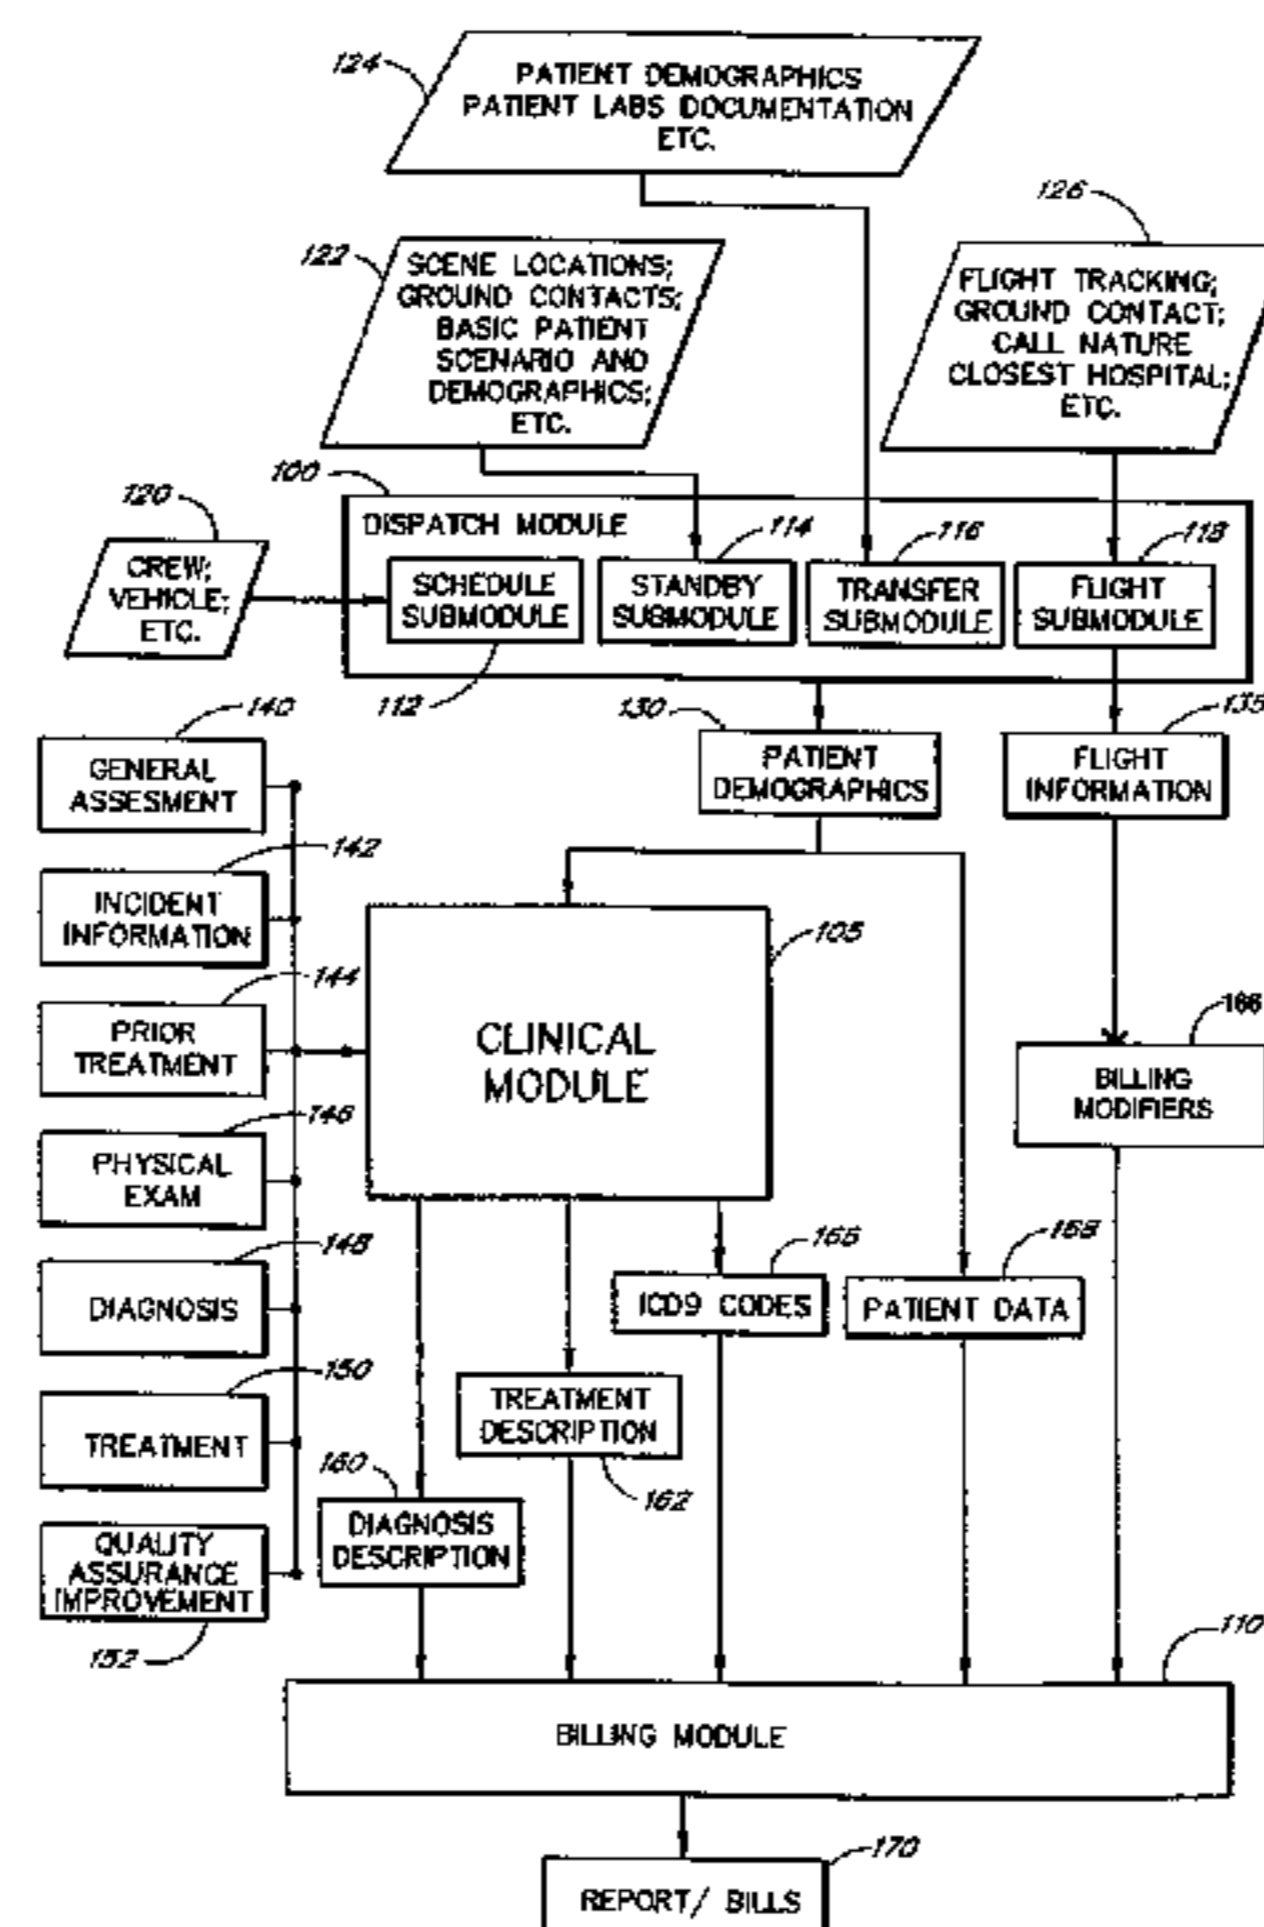 124
PATIENT DEMOGRAPHICS
PATIENT LABS DOCUMENTATION
ETC.
126
122
SCENE LOCATIONS;
GROUND CONTACTS;
BASIC PATIENT
SCENARIO AND
DEMOGRAPHICS;
ETC.
FLIGHT TRACKING;
GROUND CONTACT;
CALL NATURE
CLOSEST HOSPITAL;
ETC.
100
120
CREW;
VEHICLE;
ETC.
DISPATCH MODULE
114
116
118
SCHEDULE
SUBMODULE
STANDBY
SUBMODULE
TRANSFER
SUBMODULE
FLIGHT
SUBMODULE
112
130
135
PATIENT
DEMOGRAPHICS
FLIGHT
INFORMATION
140
GENERAL
ASSESMENT
142
INCIDENT
INFORMATION
144
PRIOR
TREATMENT
146
PHYSICAL
EXAM
148
DIAGNOSIS
150
TREATMENT
QUALITY
ASSURANCE
IMPROVEMENT
152
105
CLINICAL
MODULE
166
BILLING
MODIFIERS
165
ICD9 CODES
168
PATIENT DATA
TREATMENT
DESCRIPTION
162
160
DIAGNOSIS
DESCRIPTION
110
BILLING MODULE
170
REPORT/ BILLS